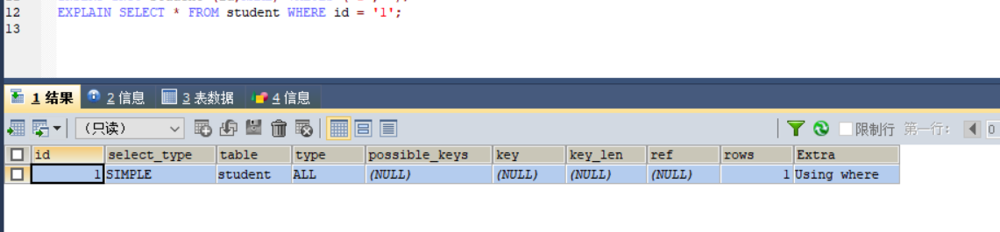 12 EXPLAIN SELECT * FROM student WHERE id = '1';
13
1 结果 2 信息 3 表数据 4 信息
(只读) 限制行 第一行: 0
id select_type table type possible_keys key key_len ref rows Extra
1 SIMPLE student ALL (NULL) (NULL) (NULL) (NULL) 1 Using where